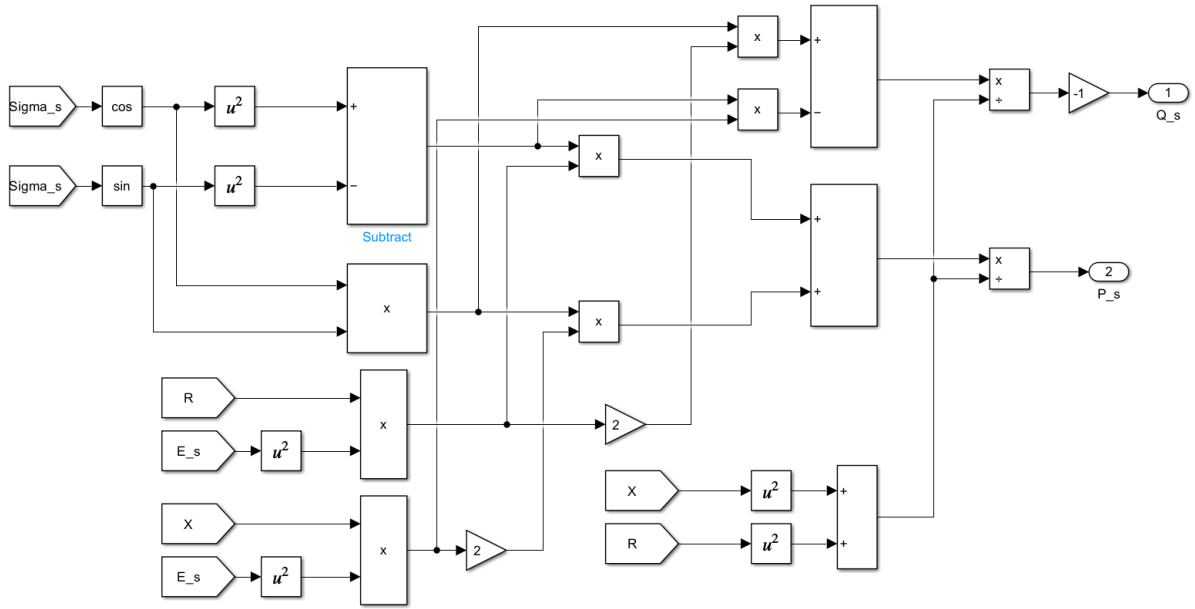 x
+
x
÷
-1
1
Q_s
Sigma_s
cos
u²
+
x
−
x
Sigma_s
sin
u²
−
Subtract
+
x
÷
2
P_s
+
x
x
R
x
2
E_s
u²
X
u²
+
X
x
2
R
u²
+
E_s
u²